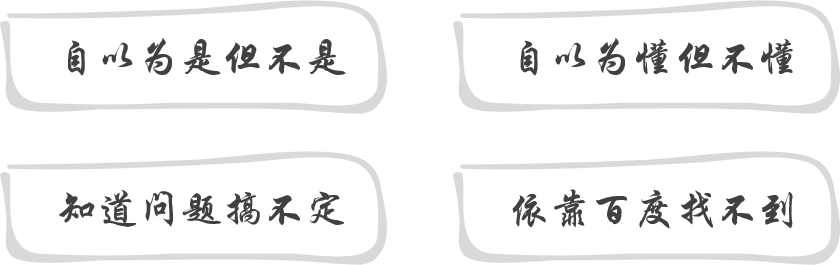 自以为是但不是
自以为懂但不懂
知道问题搞不定
依靠百度找不到